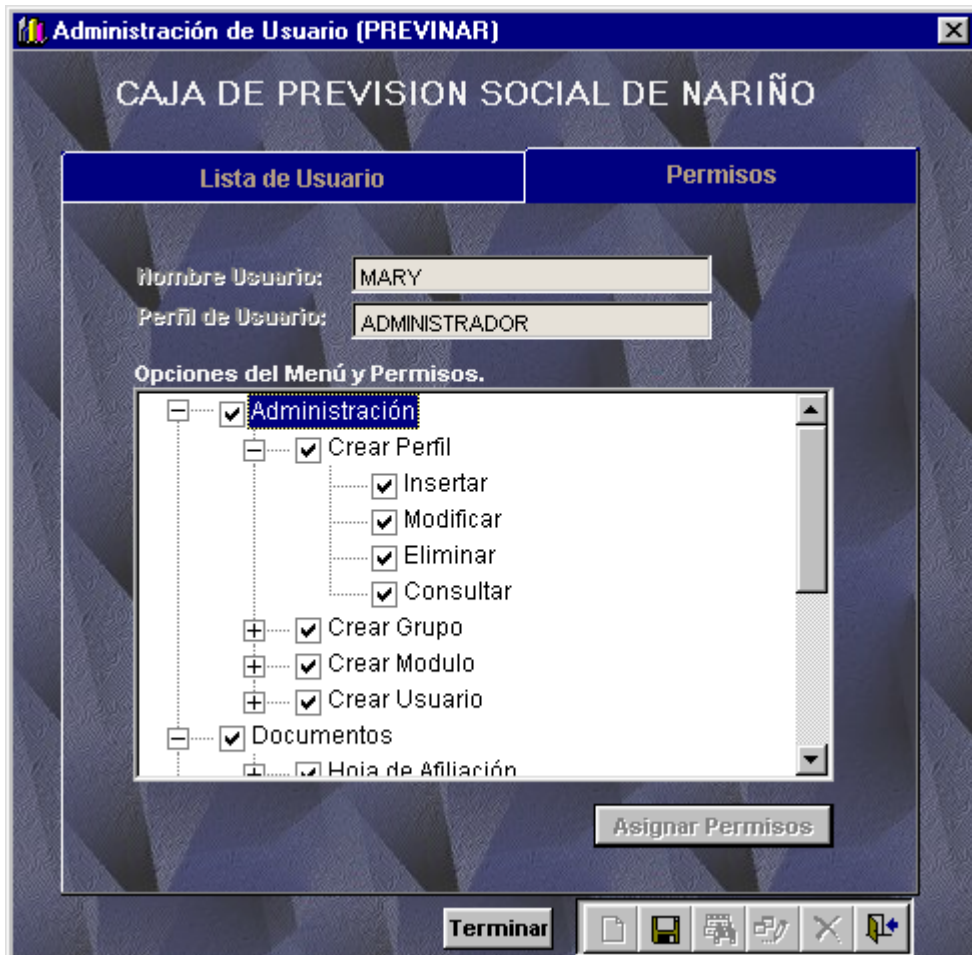 Administración de Usuario (PREVINAR)
CAJA DE PREVISION SOCIAL DE NARIÑO
Lista de Usuario
Permisos
Nombre Usuario: MARY
Perfil de Usuario: ADMINISTRADOR
Opciones del Menú y Permisos.
Administración
Crear Perfil
Insertar
Modificar
Eliminar
Consultar
Crear Grupo
Crear Modulo
Crear Usuario
Documentos
Hoja de Afiliación
Asignar Permisos
Terminar